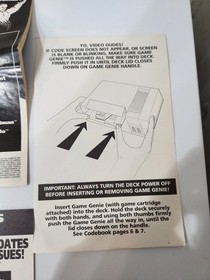 YO, VIDEO DUDES!
IF CODE SCREEN DOES NOT APPEAR, OR SCREEN
IS BLANK OR BLINKING, MAKE SURE GAME
GENIE™ IS PUSHED ALL THE WAY INTO DECK.
FIRMLY PUSH IT IN UNTIL DECK LID CLOSES
DOWN ON GAME GENIE HANDLE.
IMPORTANT: ALWAYS TURN THE DECK POWER OFF
BEFORE INSERTING OR REMOVING GAME GENIE!
Insert Game Genie (with game cartridge
attached) into the deck. Hold the deck securely
with both hands, and using both thumbs firmly
push the Game Genie all the way in, until the
lid closes down on the handle.
See Codebook pages 6 & 7.
DATES
SSUES!